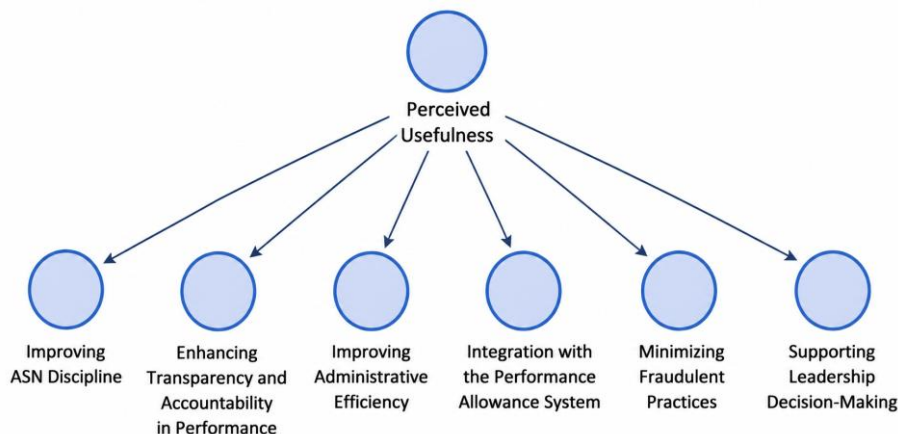 Perceived
Usefulness
Improving
ASN Discipline
Enhancing
Transparency and
Accountability
in Performance
Improving
Administrative
Efficiency
Integration with
the Performance
Allowance System
Minimizing
Fraudulent
Practices
Supporting
Leadership
Decision-Making